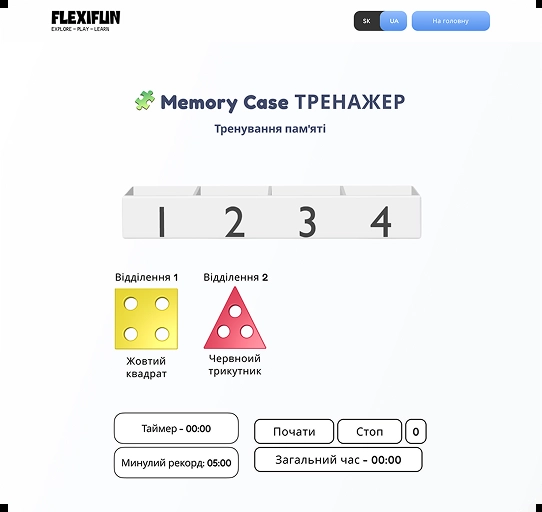 FLEXIFUN
EXPLORE – PLAY – LEARN
SK UA На головну
Memory Case ТРЕНАЖЕР
Тренування пам'яті
1 2 3 4
Відділення 1 Відділення 2
Жовтий
квадрат
Червноий
трикутник
Таймер - 00:00 Почати Стоп 0
Минулий рекорд: 05:00 Загальний час - 00:00